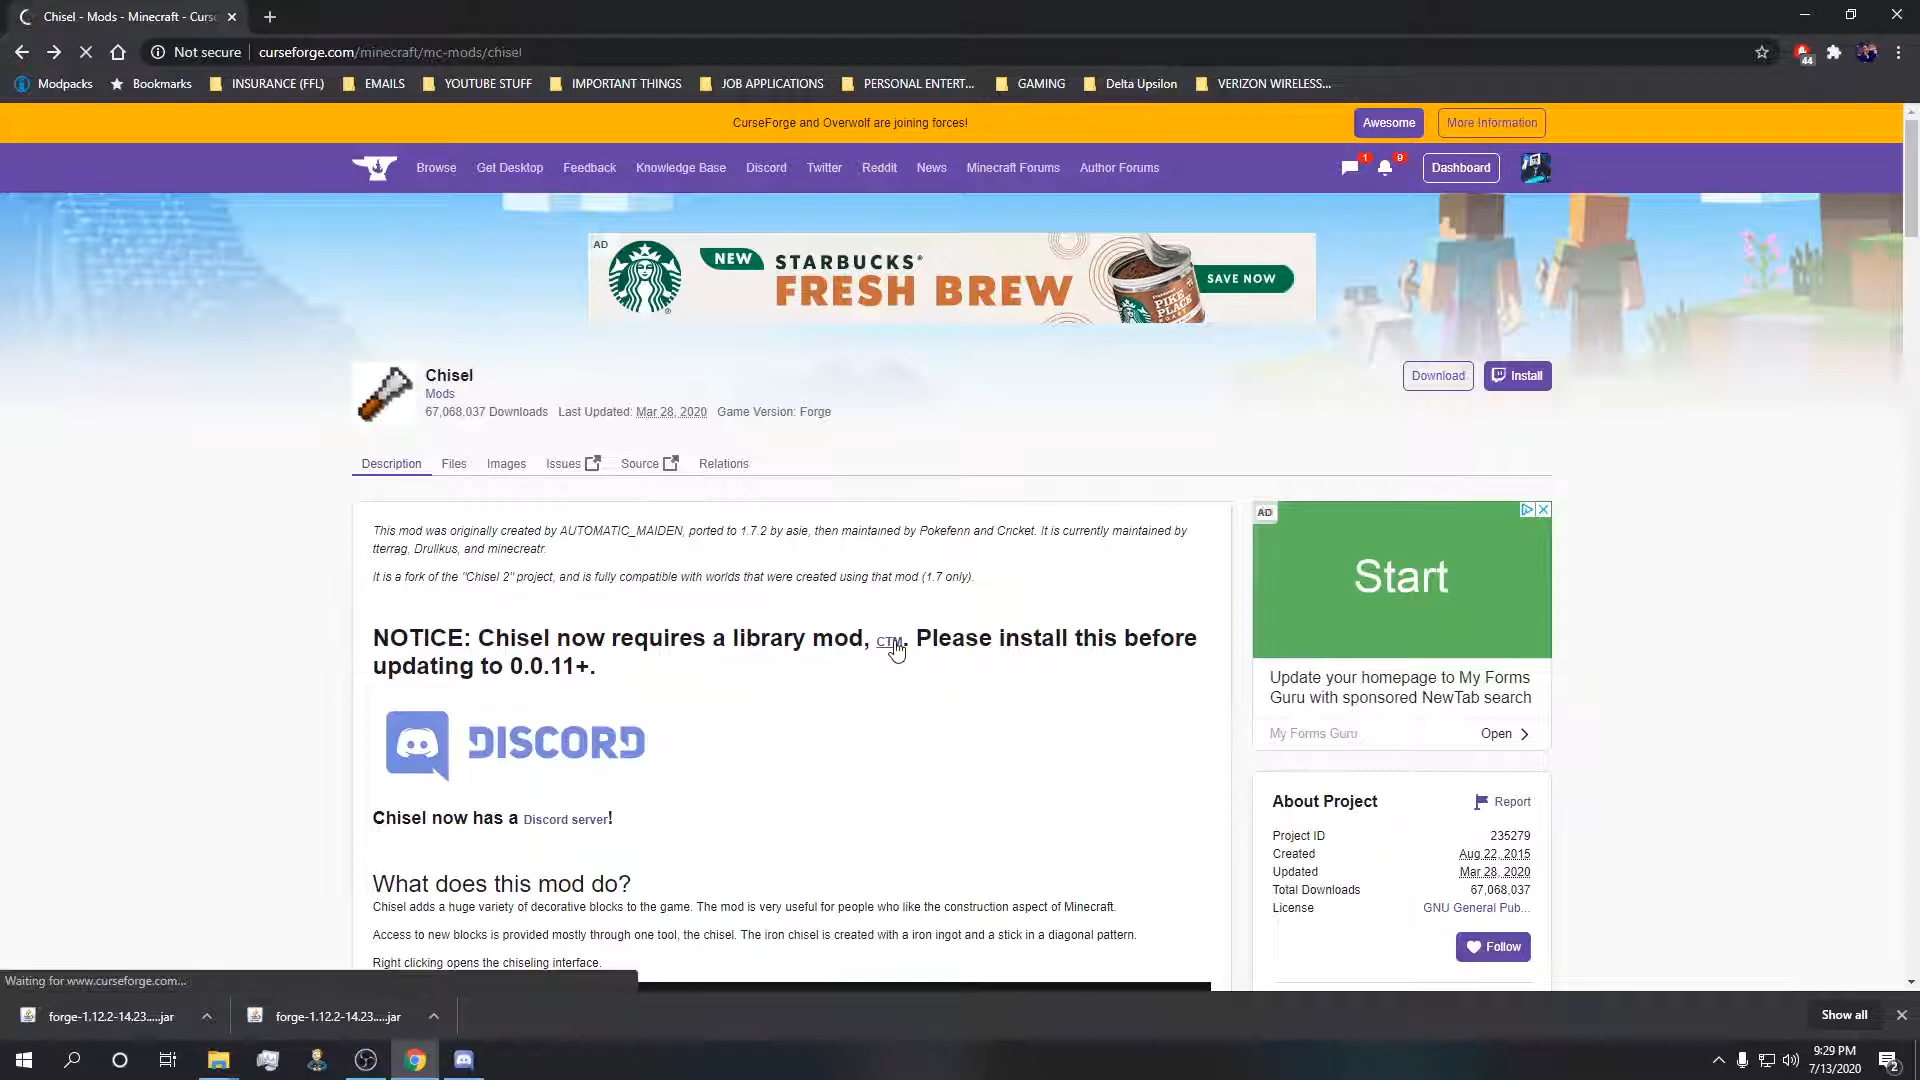 Chisel - Mods - Minecraft - Curs
Not secure
curseforge.com/minecraft/mc-mods/chisel
44
Modpacks
Bookmarks
INSURANCE (FFL)
EMAILS
YOUTUBE STUFF
IMPORTANT THINGS
JOB APPLICATIONS
PERSONAL ENTERT...
GAMING
Delta Upsilon
VERIZON WIRELESS...
CurseForge and Overwolf are joining forces!
Awesome
More Information
Browse
Get Desktop
Feedback
Knowledge Base
Discord
Twitter
Reddit
News
Minecraft Forums
Author Forums
1
9
Dashboard
AD
NEW
STARBUCKS®
FRESH BREW
PIKE PLACE
SAVE NOW
Chisel
Mods
67,068,037 Downloads Last Updated: Mar 28, 2020 Game Version: Forge
Download
Install
Description
Files
Images
Issues
Source
Relations
This mod was originally created by AUTOMATIC_MAIDEN, ported to 1.7.2 by asie, then maintained by Pokefenn and Cricket. It is currently maintained by
tterrag, Drullkus, and minecreatr.
It is a fork of the "Chisel 2" project, and is fully compatible with worlds that were created using that mod (1.7 only).
NOTICE: Chisel now requires a library mod, CTM. Please install this before
updating to 0.0.11+.
DISCORD
Chisel now has a Discord server!
What does this mod do?
Chisel adds a huge variety of decorative blocks to the game. The mod is very useful for people who like the construction aspect of Minecraft.
Access to new blocks is provided mostly through one tool, the chisel. The iron chisel is created with a iron ingot and a stick in a diagonal pattern.
Right clicking opens the chiseling interface.
AD
Start
Update your homepage to My Forms
Guru with sponsored NewTab search
My Forms Guru
Open
About Project
Report
Project ID 235279
Created Aug 22, 2015
Updated Mar 28, 2020
Total Downloads 67,068,037
License GNU General Pub...
Follow
Waiting for www.curseforge.com...
forge-1.12.2-14.23.....jar
forge-1.12.2-14.23.....jar
Show all
9:29 PM
7/13/2020
2